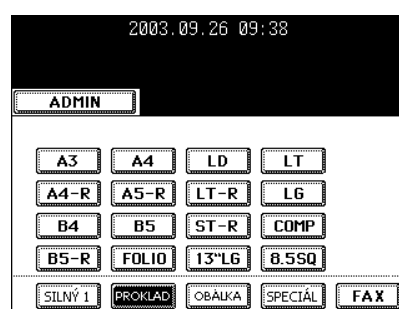 2003.09.26 09:38
ADMIN
A3 A4 LD LT
A4-R A5-R LT-R LG
B4 B5 ST-R COMP
B5-R FOLIO 13"LG 8.5SQ
SILNÝ 1 PROKLAD OBÁLKA SPECIÁL FAX